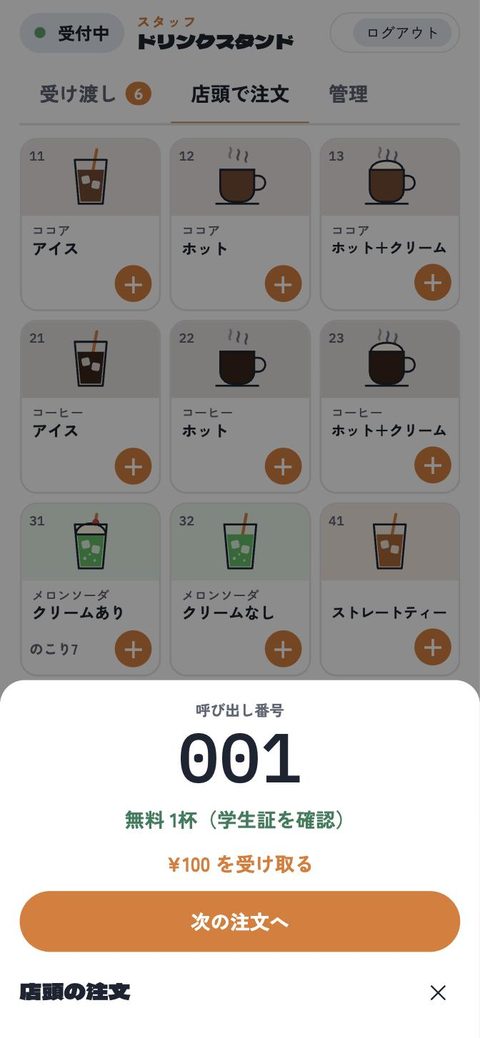 受付中
スタッフ
ドリンクスタンド
ログアウト
受け渡し 6
店頭で注文
管理
11
ココア
アイス
12
ココア
ホット
13
ココア
ホット+クリーム
21
コーヒー
アイス
22
コーヒー
ホット
23
コーヒー
ホット+クリーム
31
メロンソーダ
クリームあり
のこり7
32
メロンソーダ
クリームなし
41
ストレートティー
呼び出し番号
001
無料 1杯（学生証を確認）
¥100 を受け取る
次の注文へ
店頭の注文